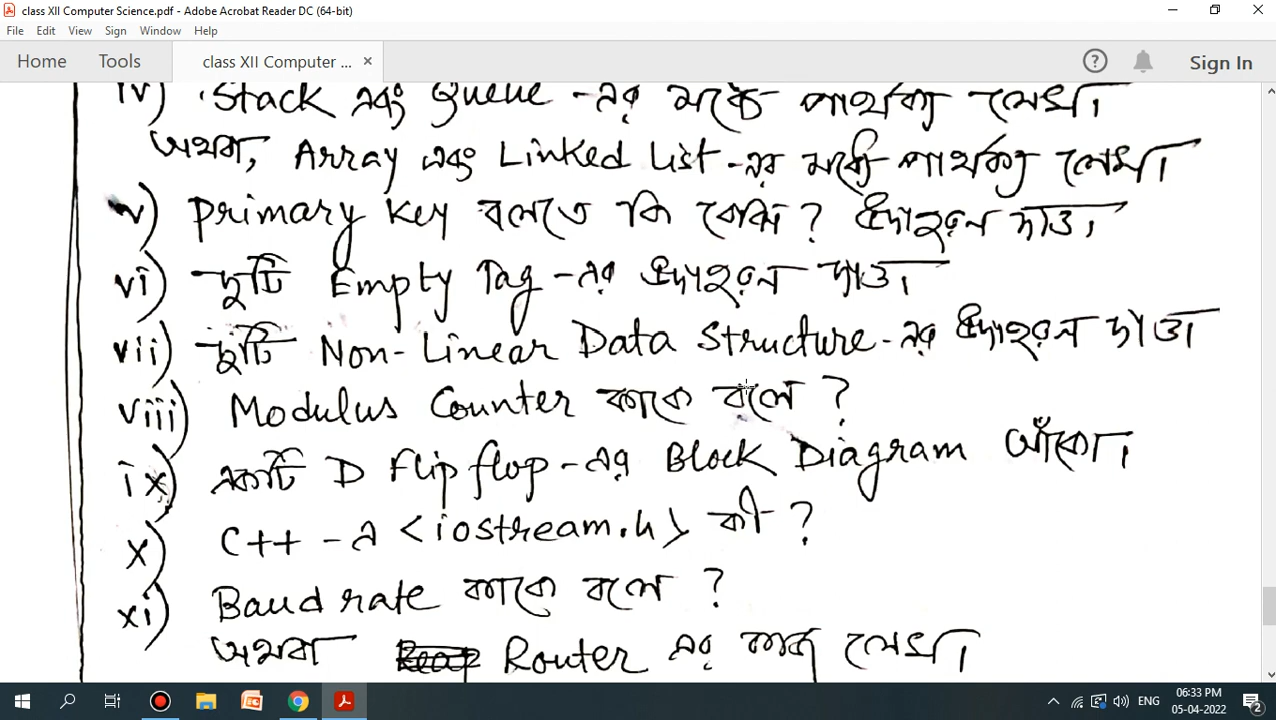 class XII Computer Science.pdf - Adobe Acrobat Reader DC (64-bit)
File Edit View Sign Window Help
Home Tools class XII Computer ... × Sign In
iv) Stack এবং Queue -এর মধ্যে পার্থক্য লেখ।
অথবা, Array এবং Linked list -এর মধ্যে পার্থক্য লেখ।
v) primary key বলতে কি বোঝ? উদাহরন দাও।
vi) দুটি Empty Tag -এর উদাহরন দাও।
vii) দুটি Non-Linear Data Structure -এর উদাহরন দাও।
viii) Modulus Counter কাকে বলে ?
ix) একটি D flip flop -এর Block Diagram আঁকো।
x) C++ -এ <iostream.h> কী ?
xi) Baud rate কাকে বলে ?
অথবা Router এর কাজ লেখ।
ENG 06:33 PM
05-04-2022
2